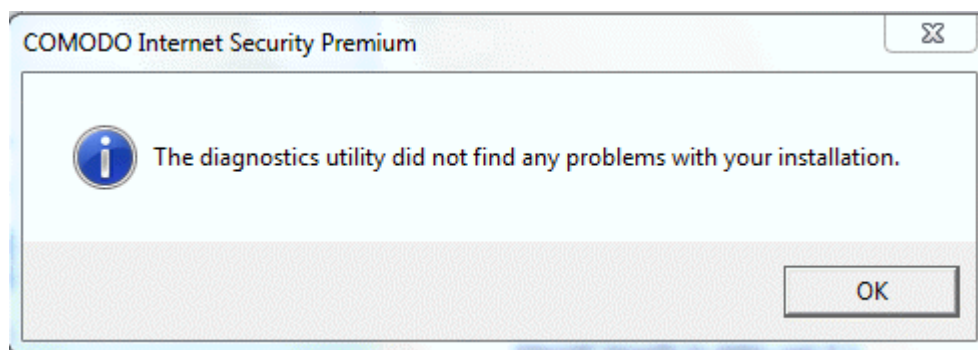 COMODO Internet Security Premium
The diagnostics utility did not find any problems with your installation.
OK